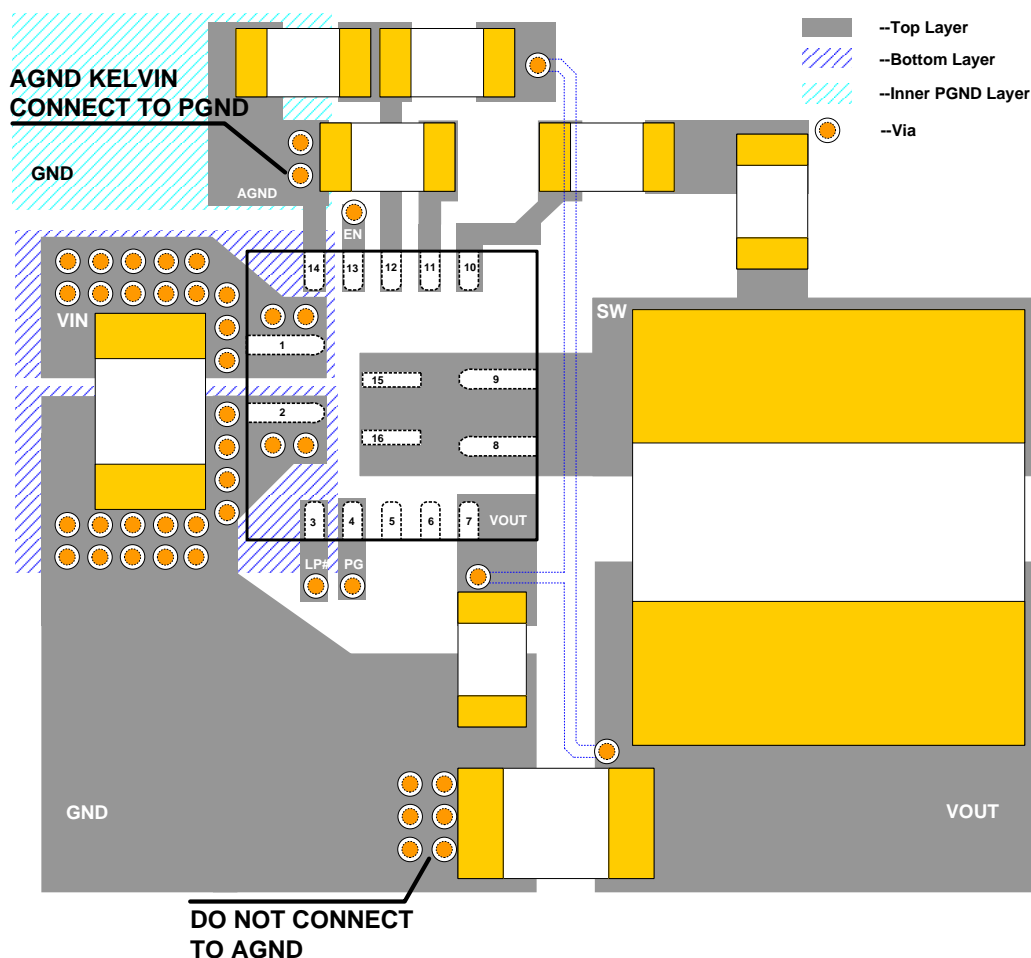 --Top Layer
--Bottom Layer
--Inner PGND Layer
--Via
AGND KELVIN
CONNECT TO PGND
GND
AGND
EN
14
13
12
11
10
VIN
SW
1
15
9
2
16
8
3
4
5
6
7
VOUT
LP#
PG
GND
VOUT
DO NOT CONNECT
TO AGND